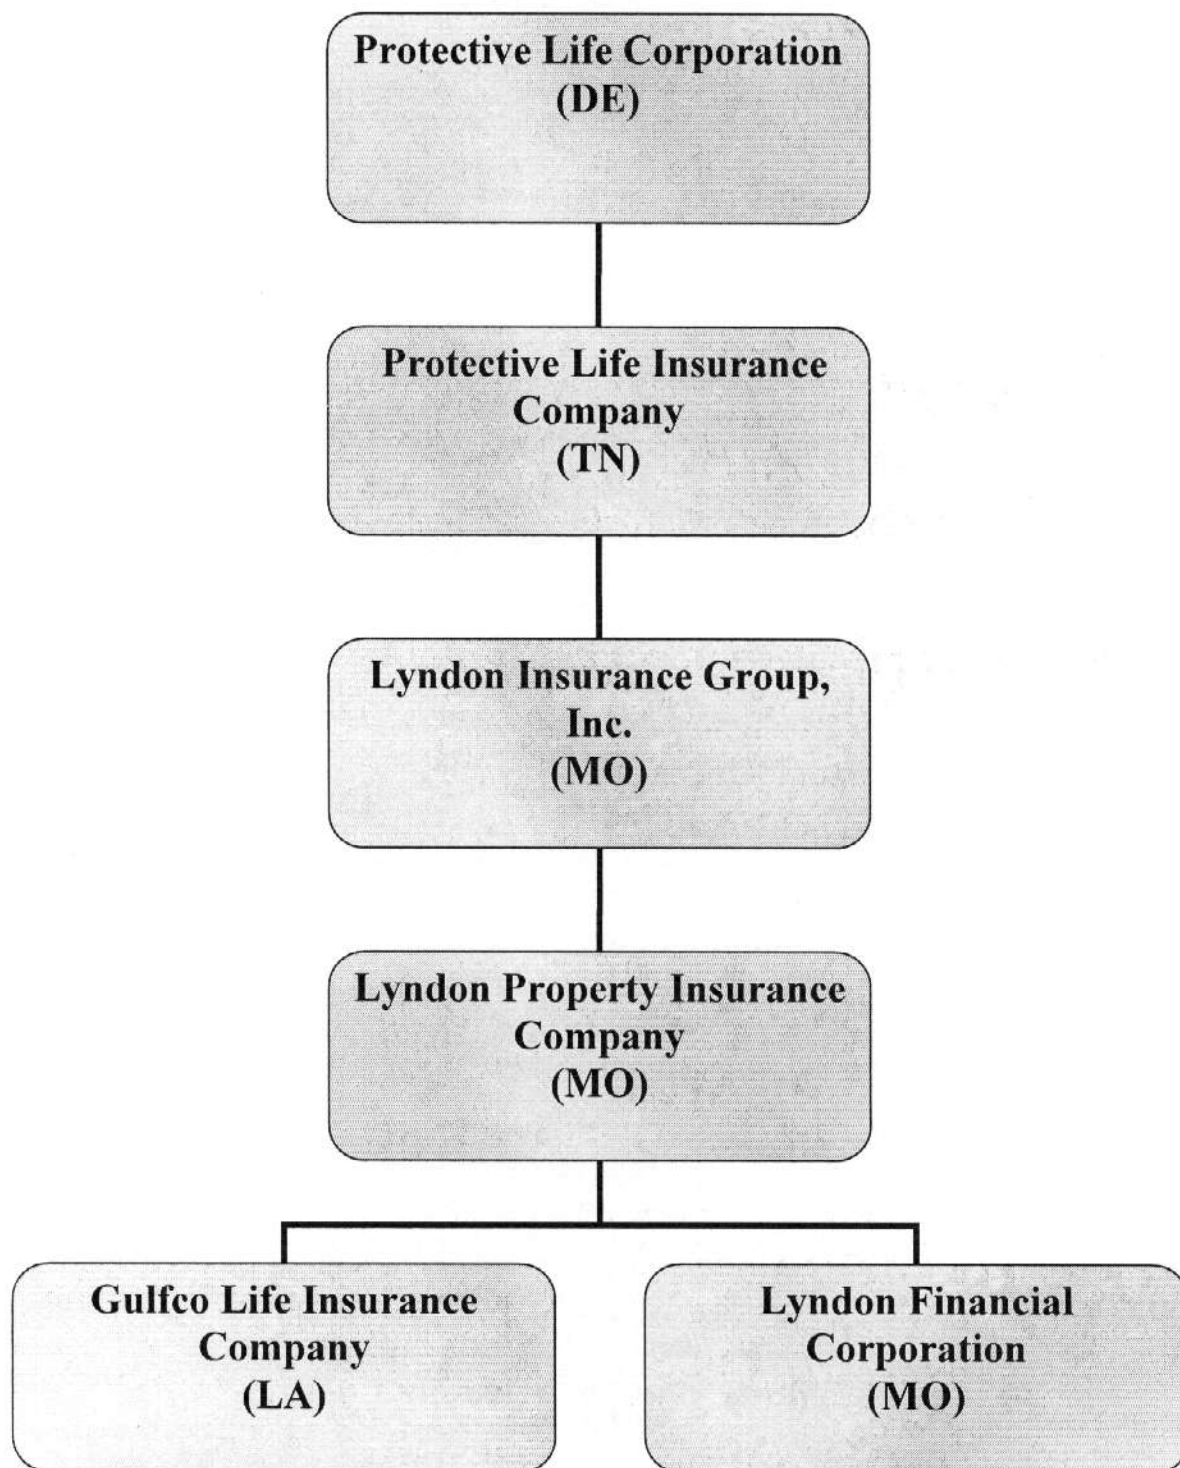 Protective Life Corporation
(DE)
Protective Life Insurance
Company
(TN)
Lyndon Insurance Group,
Inc.
(MO)
Lyndon Property Insurance
Company
(MO)
Gulfco Life Insurance
Company
(LA)
Lyndon Financial
Corporation
(MO)